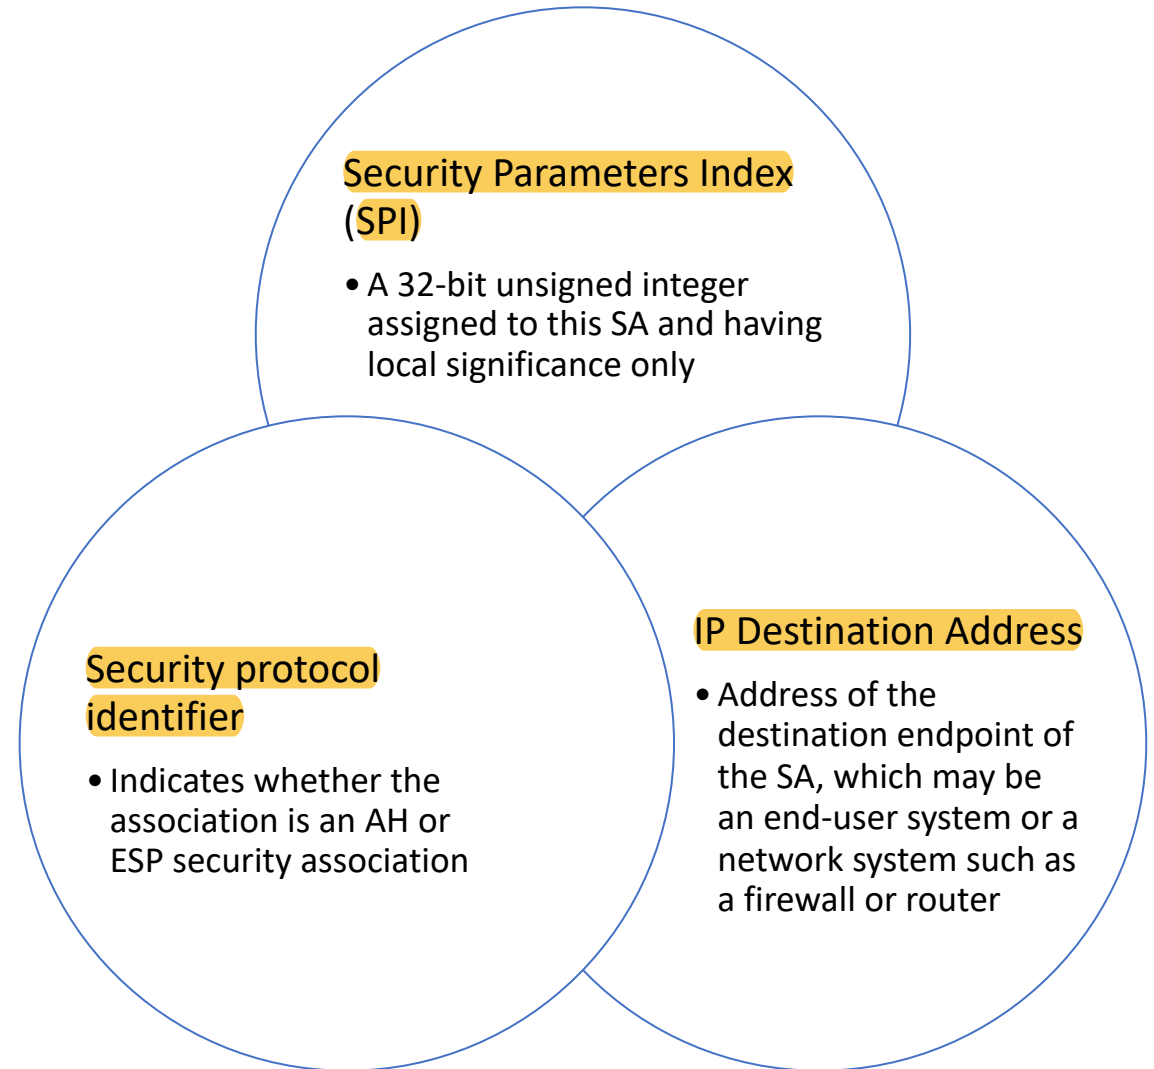 Security Parameters Index
(SPI)
• A 32-bit unsigned integer
assigned to this SA and having
local significance only
Security protocol
identifier
• Indicates whether the
association is an AH or
ESP security association
IP Destination Address
• Address of the
destination endpoint of
the SA, which may be
an end-user system or a
network system such as
a firewall or router